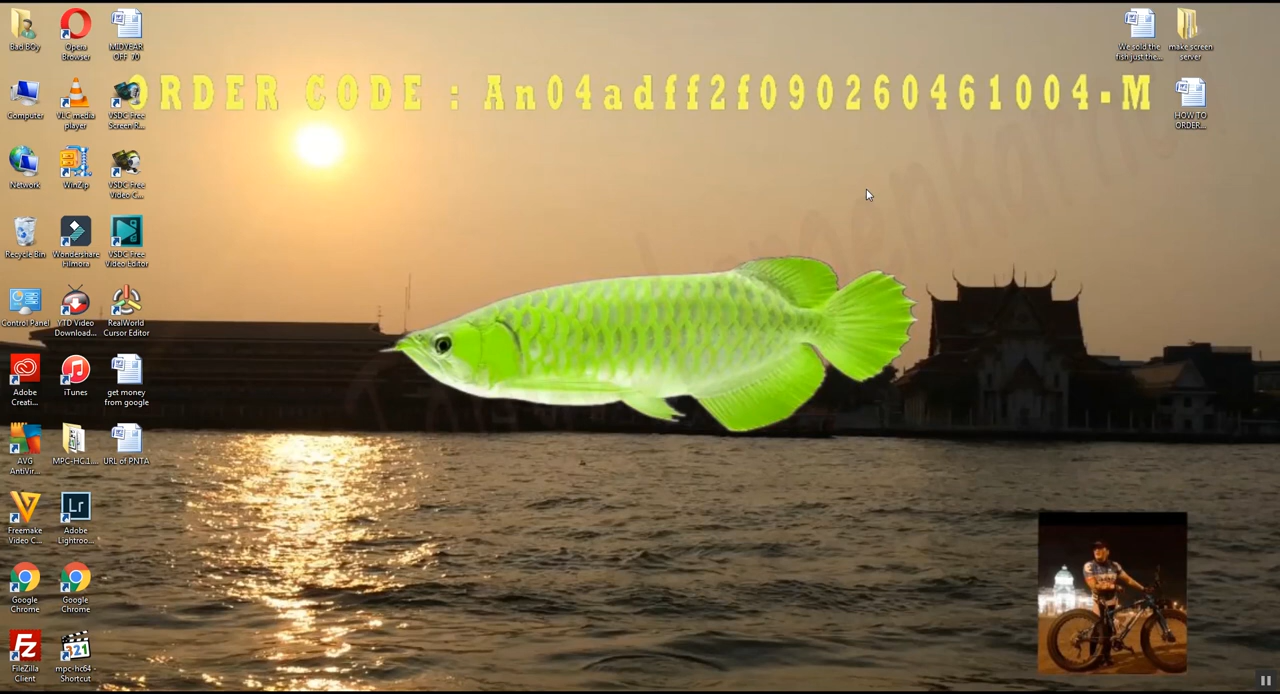 Bad BOy
Opera
Browser
MIDYEAR
OFF 70
We sold the
fish just the...
make screen
server
ORDER CODE : An04adff2f090260461004-M
Computer
VLC media
player
VSDC Free
Screen R...
HOW TO
ORDER...
Network
WinZip
VSDC Free
Video C...
Recycle Bin
Wondershare
Filmora
VSDC Free
Video Editor
Control Panel
YTD Video
Download...
RealWorld
Cursor Editor
Adobe
Creati...
iTunes
get money
from google
AVG
AntiVir...
MPC-HC.1...
URL of PNTA
Freemake
Video C...
Lr
Adobe
Lightroo...
Google
Chrome
Google
Chrome
Fz
FileZilla
Client
321
mpc-hc64 -
Shortcut